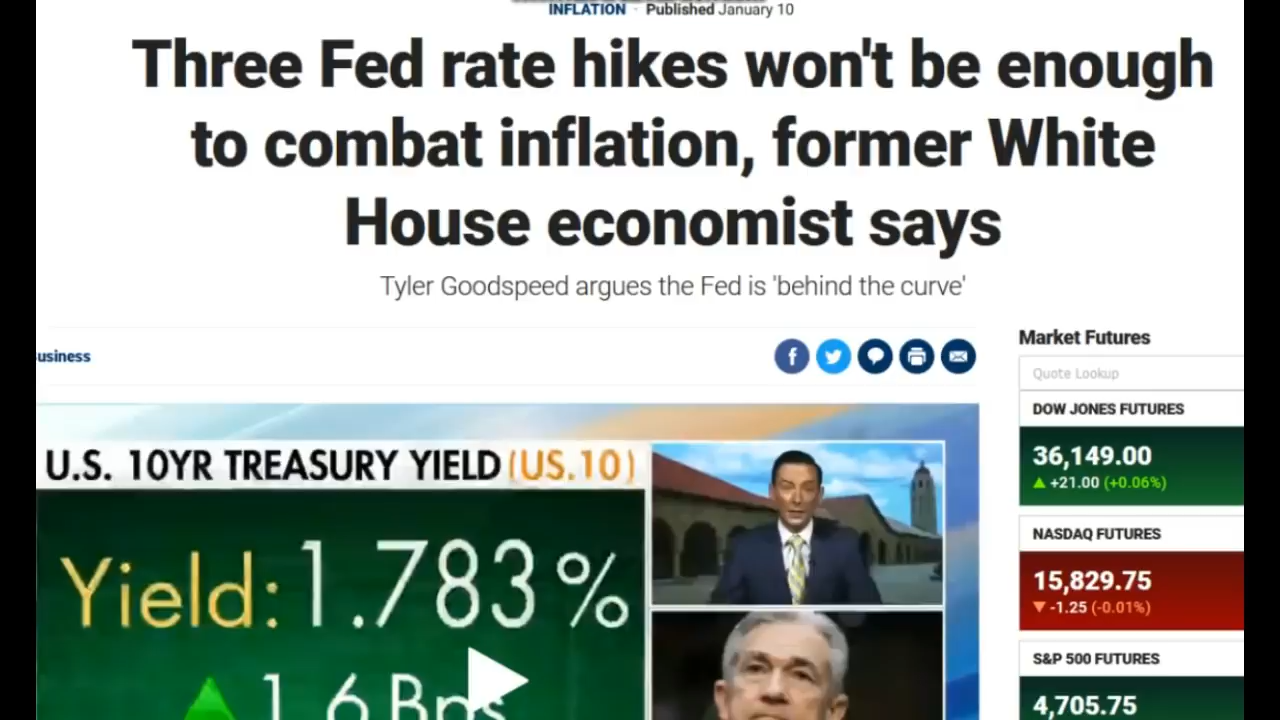 INFLATION · Published January 10
Three Fed rate hikes won't be enough
to combat inflation, former White
House economist says
Tyler Goodspeed argues the Fed is 'behind the curve'
usiness
Market Futures
Quote Lookup
DOW JONES FUTURES
36,149.00
▲ +21.00 (+0.06%)
NASDAQ FUTURES
15,829.75
▼ -1.25 (-0.01%)
S&P 500 FUTURES
4,705.75
U.S. 10YR TREASURY YIELD (US.10)
Yield: 1.783%
1.6 Bps